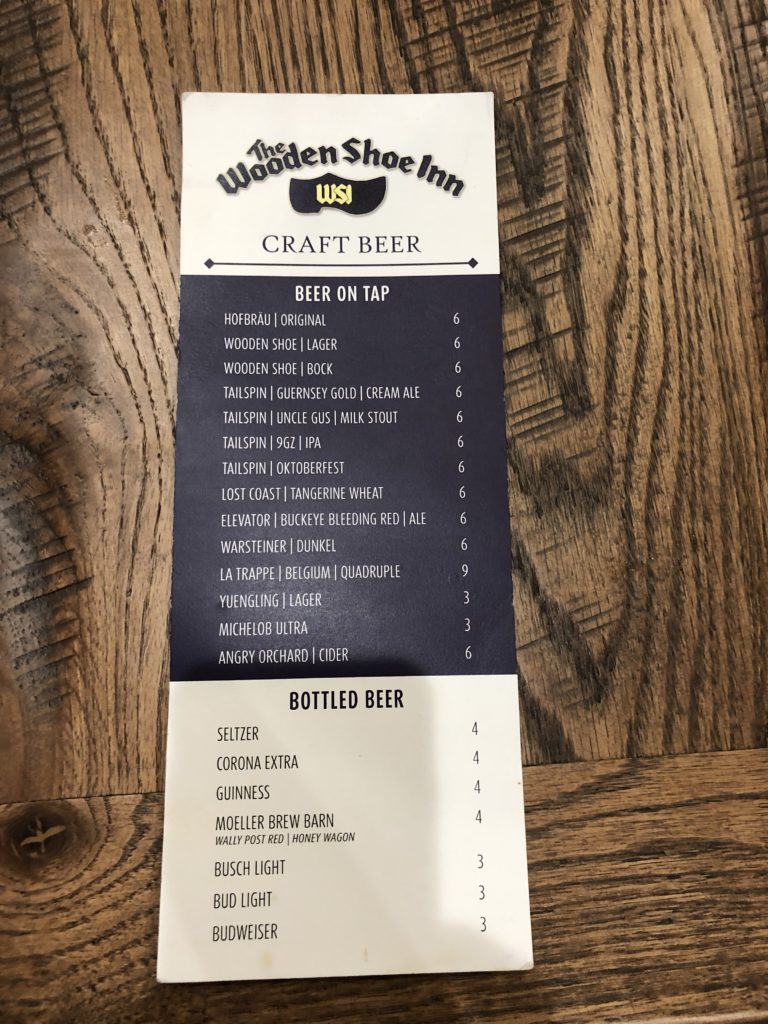 The
Wooden Shoe Inn
WSI
CRAFT BEER
BEER ON TAP
HOFBRÄU | ORIGINAL 6
WOODEN SHOE | LAGER 6
WOODEN SHOE | BOCK 6
TAILSPIN | GUERNSEY GOLD | CREAM ALE 6
TAILSPIN | UNCLE GUS | MILK STOUT 6
TAILSPIN | 9GZ | IPA 6
TAILSPIN | OKTOBERFEST 6
LOST COAST | TANGERINE WHEAT 6
ELEVATOR | BUCKEYE BLEEDING RED | ALE 6
WARSTEINER | DUNKEL 6
LA TRAPPE | BELGIUM | QUADRUPLE 9
YUENGLING | LAGER 3
MICHELOB ULTRA 3
ANGRY ORCHARD | CIDER 6
BOTTLED BEER
SELTZER 4
CORONA EXTRA 4
GUINNESS 4
MOELLER BREW BARN 4
WALLY POST RED | HONEY WAGON
BUSCH LIGHT 3
BUD LIGHT 3
BUDWEISER 3